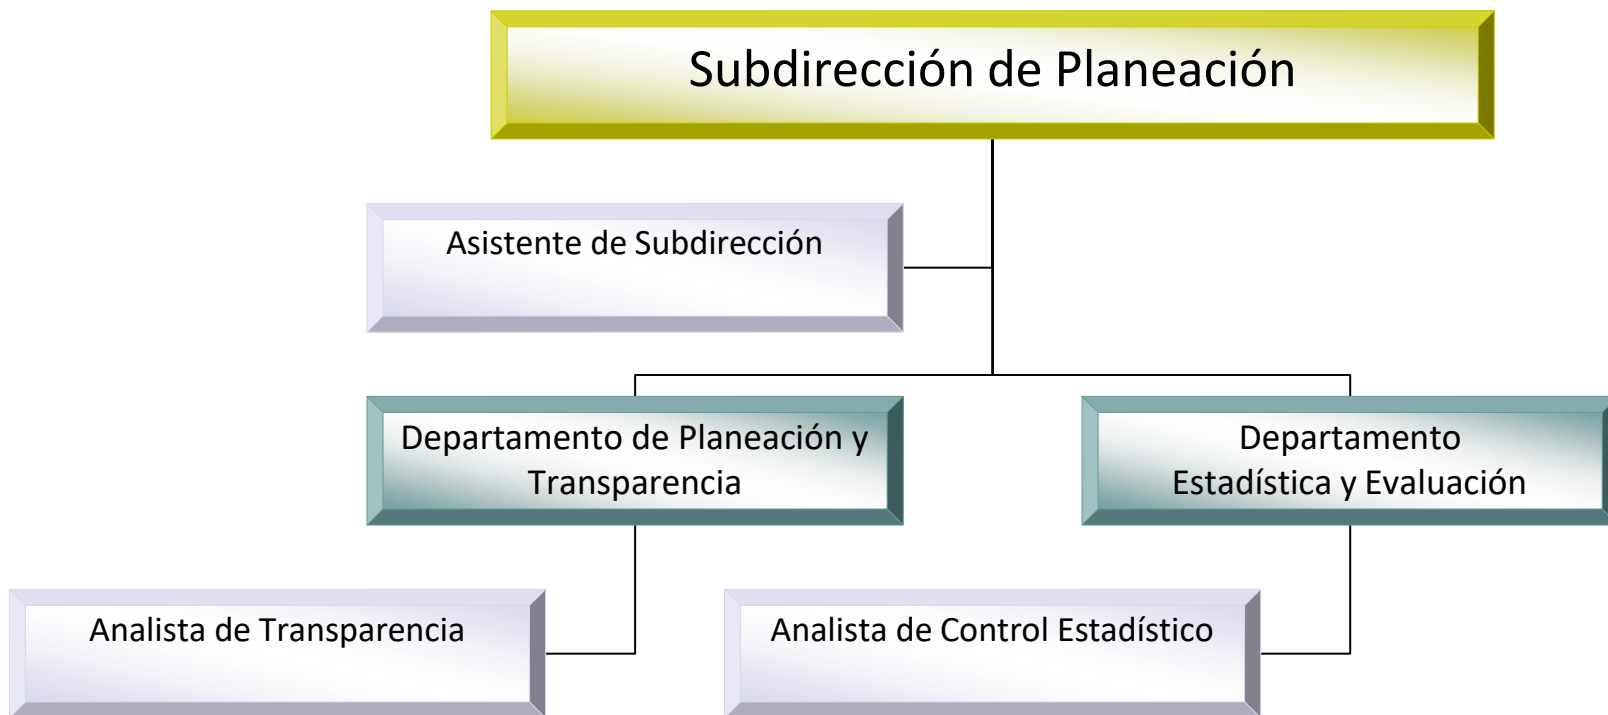 Subdirección de Planeación
Asistente de Subdirección
Departamento de Planeación y
Transparencia
Departamento
Estadística y Evaluación
Analista de Transparencia
Analista de Control Estadístico